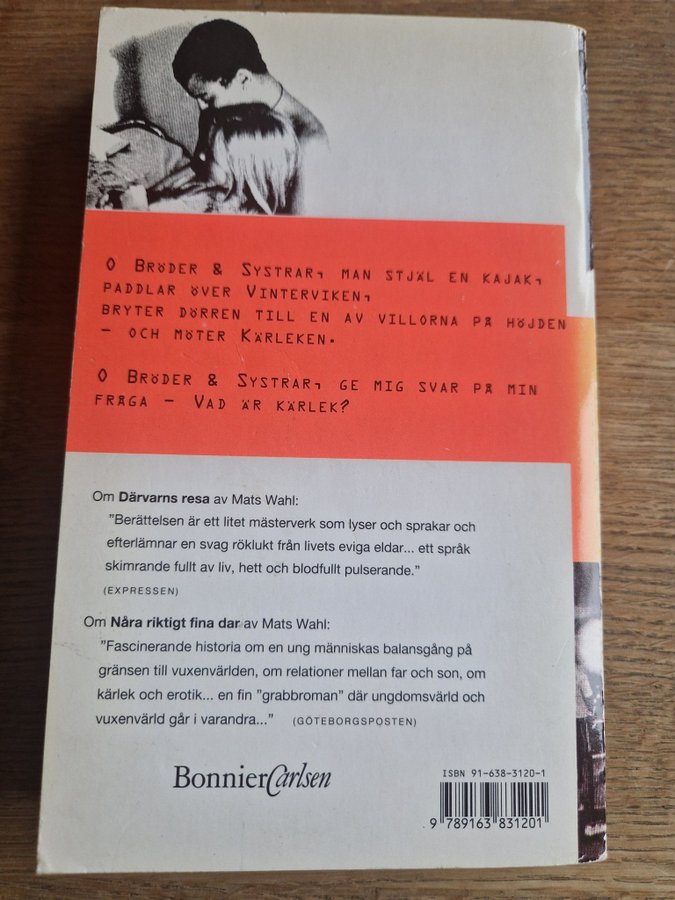 O Bröder & Systrar, man stjäl en kajak,
paddlar över Vinterviken,
bryter dörren till en av villorna på höjden
– och möter Kärleken.
O Bröder & Systrar, ge mig svar på min
fråga – Vad är kärlek?
Om Därvarns resa av Mats Wahl:
"Berättelsen är ett litet mästerverk som lyser och sprakar och
efterlämnar en svag röklukt från livets eviga eldar... ett språk
skimrande fullt av liv, hett och blodfullt pulserande."
(EXPRESSEN)
Om Nåra riktigt fina dar av Mats Wahl:
"Fascinerande historia om en ung människas balansgång på
gränsen till vuxenvärlden, om relationer mellan far och son, om
kärlek och erotik... en fin "grabbroman" där ungdomsvärld och
vuxenvärld går i varandra..." (GÖTEBORGSPOSTEN)
BonnierCarlsen
ISBN 91-638-3120-1
9 789163 831201